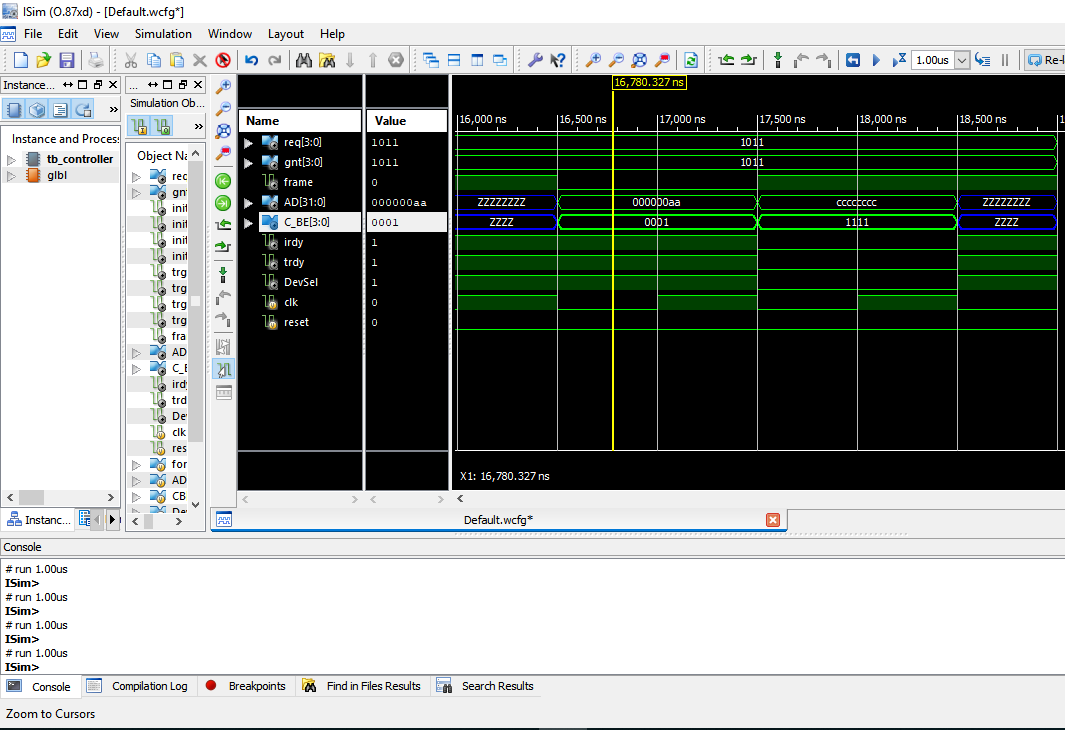 ISim (O.87xd) - [Default.wcfg*]
File Edit View Simulation Window Layout Help
1.00us
Re-l
Instance...
...
16,780.327 ns
Simulation Ob...
Name Value
16,000 ns 16,500 ns 17,000 ns 17,500 ns 18,000 ns 18,500 ns 1
Instance and Process
tb_controller
glbl
Object Na
rec
gnt
init
init
init
init
trg
trg
trg
trg
fra
AD
C_B
irdy
trd
De
clk
res
for
AD
CB
De
req[3:0] 1011 1011
gnt[3:0] 1011 1011
frame 0
AD[31:0] 000000aa ZZZZZZZZ 000000aa cccccccc ZZZZZZZZ
C_BE[3:0] 0001 ZZZZ 0001 1111 ZZZZ
irdy 1
trdy 1
DevSel 1
clk 0
reset 0
X1: 16,780.327 ns
Instanc...
Default.wcfg*
Console
# run 1.00us
ISim>
# run 1.00us
ISim>
# run 1.00us
ISim>
# run 1.00us
ISim>
Console Compilation Log Breakpoints Find in Files Results Search Results
Zoom to Cursors